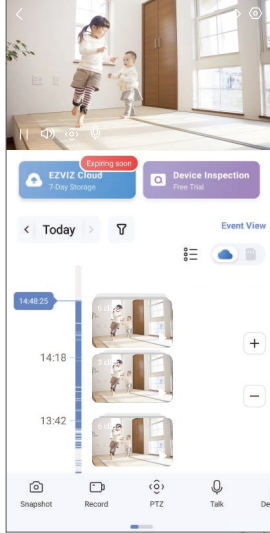 Expiring soon
EZVIZ Cloud
7-Day Storage
Device Inspection
Free Trial
Today
Event View
14:48:25
14:18
13:42
Snapshot
Record
PTZ
Talk
De